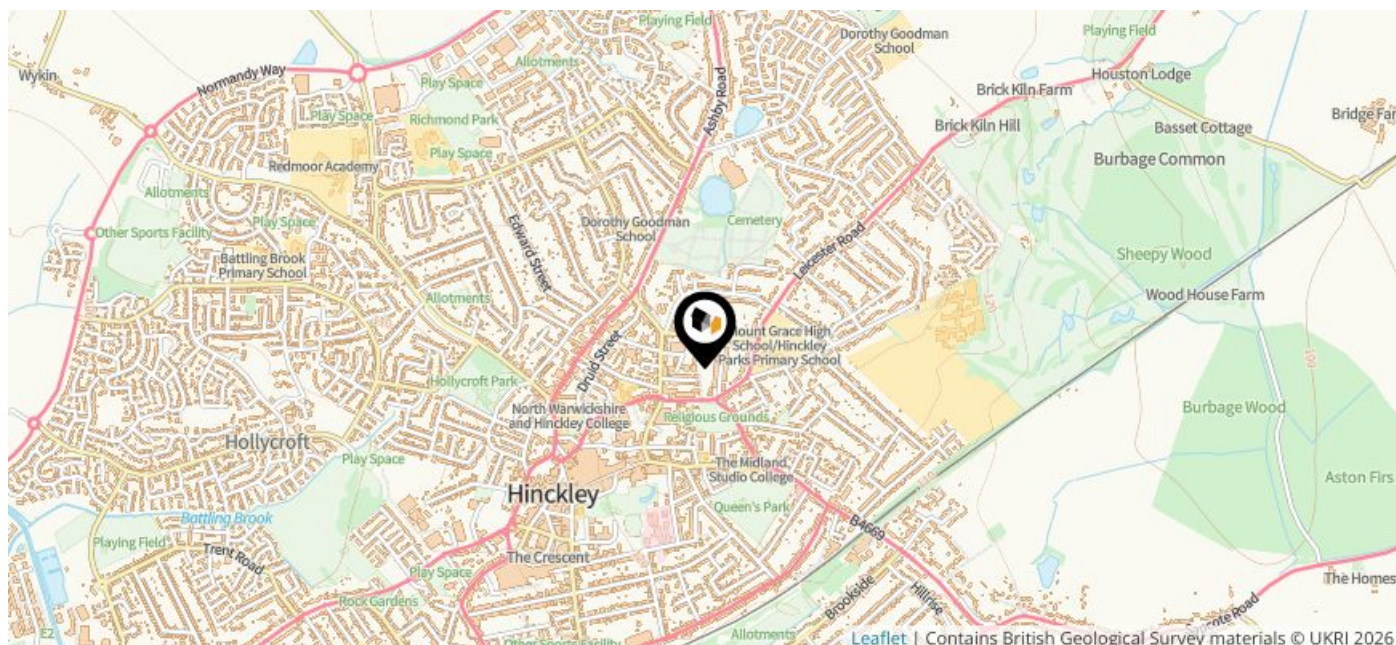 Playing Field
Dorothy Goodman
School
Playing Field
Wykin
Normandy Way
Play Space
Allotments
Houston Lodge
Brick Kiln Farm
Play Space
Richmond Park
Ashby Road
Brick Kiln Hill
Basset Cottage
Bridge Far
Redmoor Academy
Play Space
Burbage Common
Allotments
Play Space
Edward Street
Dorothy Goodman
School
Cemetery
Other Sports Facility
Battling Brook
Primary School
Leicester Road
Sheepy Wood
Allotments
Wood House Farm
Druid Street
Mount Grace High
School/Hinckley
Parks Primary School
Hollycroft Park
North Warwickshire
and Hinckley College
Religious Grounds
Burbage Wood
Hollycroft
Play Space
The Midland
Studio College
Aston Firs
Hinckley
Queen's Park
Battling Brook
B4669
Playing Field
Trent Road
The Crescent
Play Space
Rock Gardens
Brookside
Hillrise
The Homes
E2
Other Sports Facility
Allotments
Leaflet | Contains British Geological Survey materials © UKRI 2026